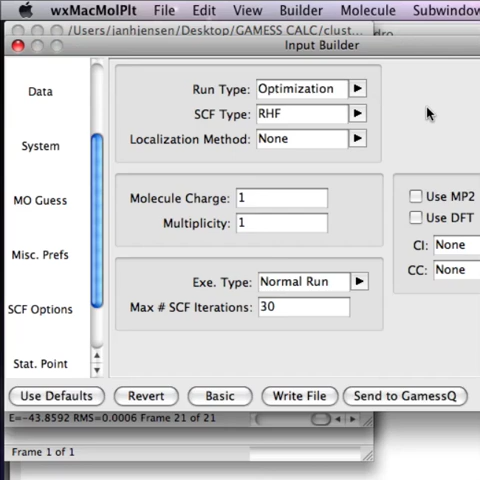 wxMacMolPlt File Edit View Builder Molecule Subwindow
/Users/janhjensen/Desktop/GAMESS CALC/clust
dro
Input Builder
Data
System
MO Guess
Misc. Prefs
SCF Options
Stat. Point
Run Type: Optimization
SCF Type: RHF
Localization Method: None
Molecule Charge: 1
Multiplicity: 1
Exe. Type: Normal Run
Max # SCF Iterations: 30
Use MP2
Use DFT
CI: None
CC: None
Use Defaults Revert Basic Write File Send to GamessQ
E=-43.8592 RMS=0.0006 Frame 21 of 21
Frame 1 of 1